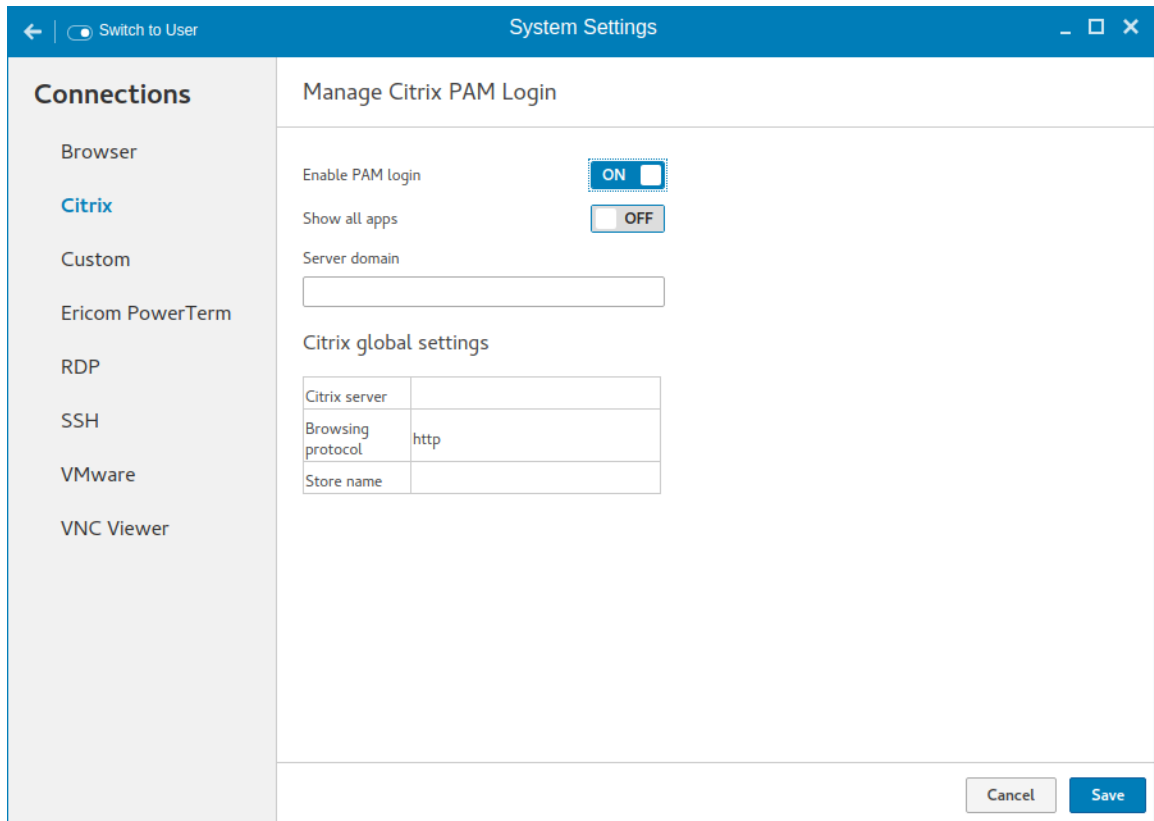 Switch to User
System Settings
Connections
Browser
Citrix
Custom
Ericom PowerTerm
RDP
SSH
VMware
VNC Viewer
Manage Citrix PAM Login
Enable PAM login
ON
Show all apps
OFF
Server domain
Citrix global settings
Citrix server
Browsing
protocol
http
Store name
Cancel
Save